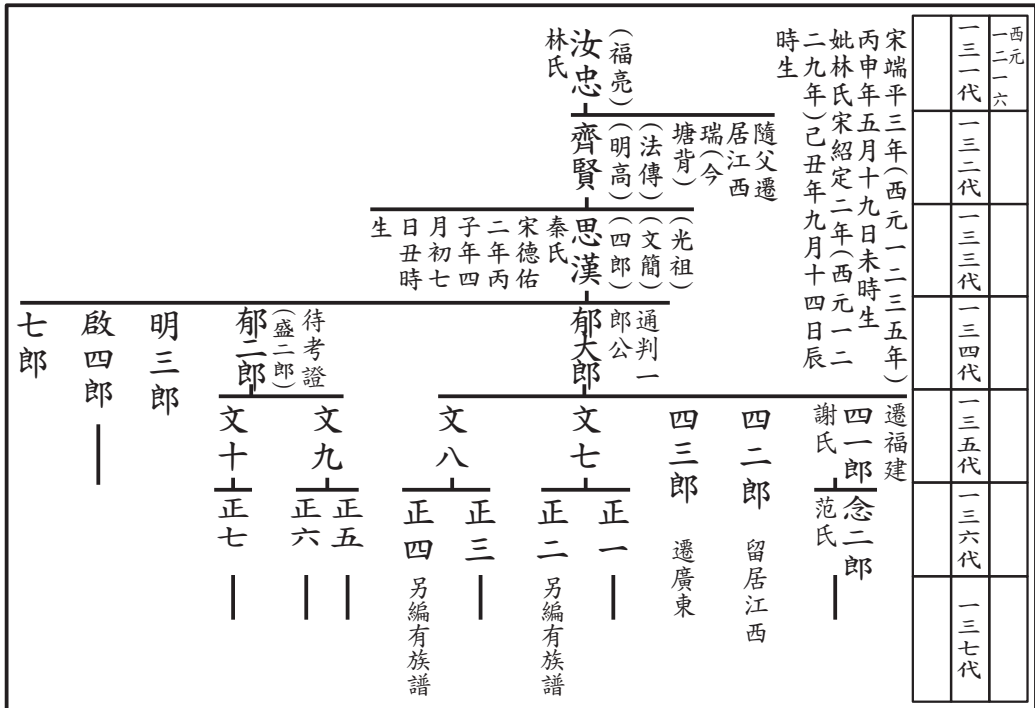 西元
一二一六
一三一代
一三二代
一三三代
一三四代
一三五代
一三六代
一三七代
宋端平三年(西元一二三五年)
丙申年五月十九日未時生
妣林氏宋紹定二年(西元一二
二九年)己丑年九月十四日辰
時生
(福亮)
汝忠
林氏
隨父遷
居江西
瑞(今
塘背)
(法傳)
(明高)
齊賢
(光祖)
(文簡)
(四郎)
思漢
秦氏
宋德佑
二年丙
子年四
月初七
日丑時
生
通判一
郎公
郁大郎
待考證
(盛二郎)
郁二郎
明三郎
啟四郎
七郎
遷福建
四一郎
謝氏
四二郎
留居江西
四三郎
遷廣東
文七
文八
文九
文十
念二郎
范氏
正一
正二
另編有族譜
正三
正四
另編有族譜
正五
正六
正七